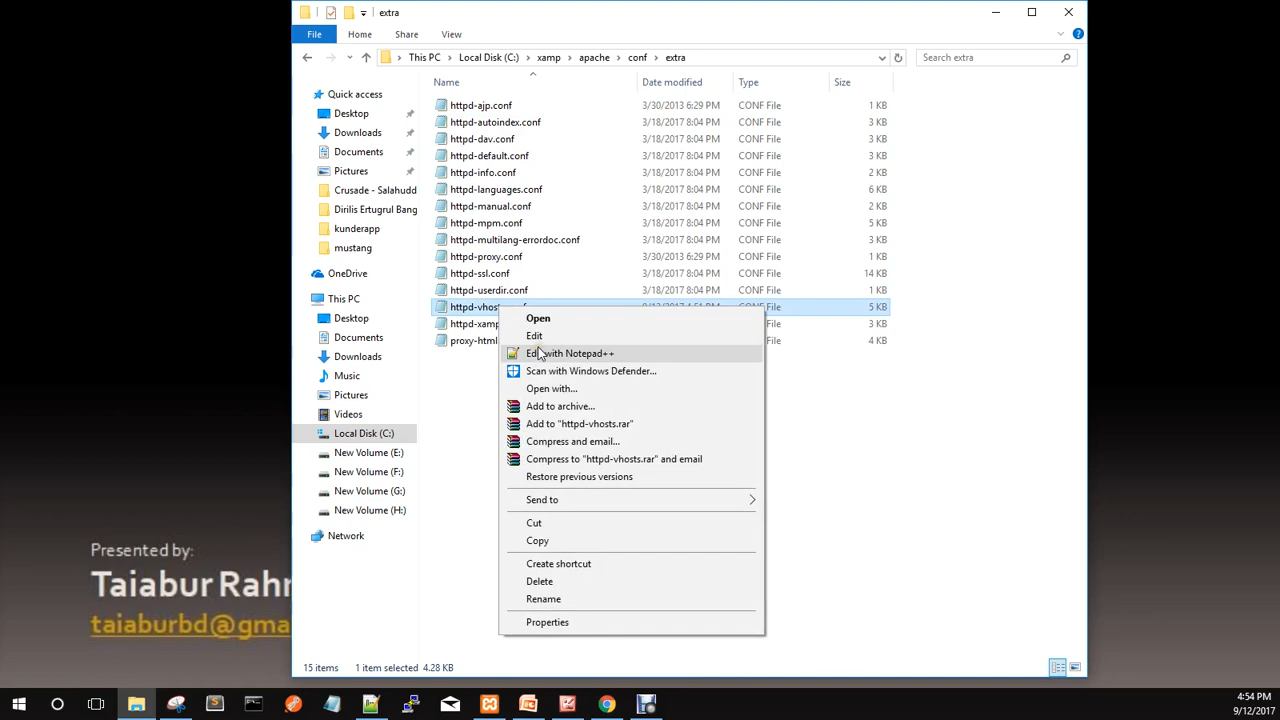 extra
File Home Share View
This PC Local Disk (C:) xamp apache conf extra
Search extra
Name Date modified Type Size
Quick access
Desktop
Downloads
Documents
Pictures
Crusade - Salahudd
Dirilis Ertugrul Bang
kunderapp
mustang
OneDrive
This PC
Desktop
Documents
Downloads
Music
Pictures
Videos
Local Disk (C:)
New Volume (E:)
New Volume (F:)
New Volume (G:)
New Volume (H:)
Network
httpd-ajp.conf 3/30/2013 6:29 PM CONF File 1 KB
httpd-autoindex.conf 3/18/2017 8:04 PM CONF File 3 KB
httpd-dav.conf 3/18/2017 8:04 PM CONF File 3 KB
httpd-default.conf 3/18/2017 8:04 PM CONF File 3 KB
httpd-info.conf 3/18/2017 8:04 PM CONF File 2 KB
httpd-languages.conf 3/18/2017 8:04 PM CONF File 6 KB
httpd-manual.conf 3/18/2017 8:04 PM CONF File 2 KB
httpd-mpm.conf 3/18/2017 8:04 PM CONF File 5 KB
httpd-multilang-errordoc.conf 3/18/2017 8:04 PM CONF File 3 KB
httpd-proxy.conf 3/30/2013 6:29 PM CONF File 1 KB
httpd-ssl.conf 3/18/2017 8:04 PM CONF File 14 KB
httpd-userdir.conf 3/18/2017 8:04 PM CONF File 1 KB
httpd-vhost File 5 KB
httpd-xamp File 3 KB
proxy-html File 4 KB
Open
Edit
Edit with Notepad++
Scan with Windows Defender...
Open with...
Add to archive...
Add to "httpd-vhosts.rar"
Compress and email...
Compress to "httpd-vhosts.rar" and email
Restore previous versions
Send to
Cut
Copy
Create shortcut
Delete
Rename
Properties
15 items 1 item selected 4.28 KB
Presented by:
Taiabur Rahr
taiaburbd@gma
4:54 PM
9/12/2017